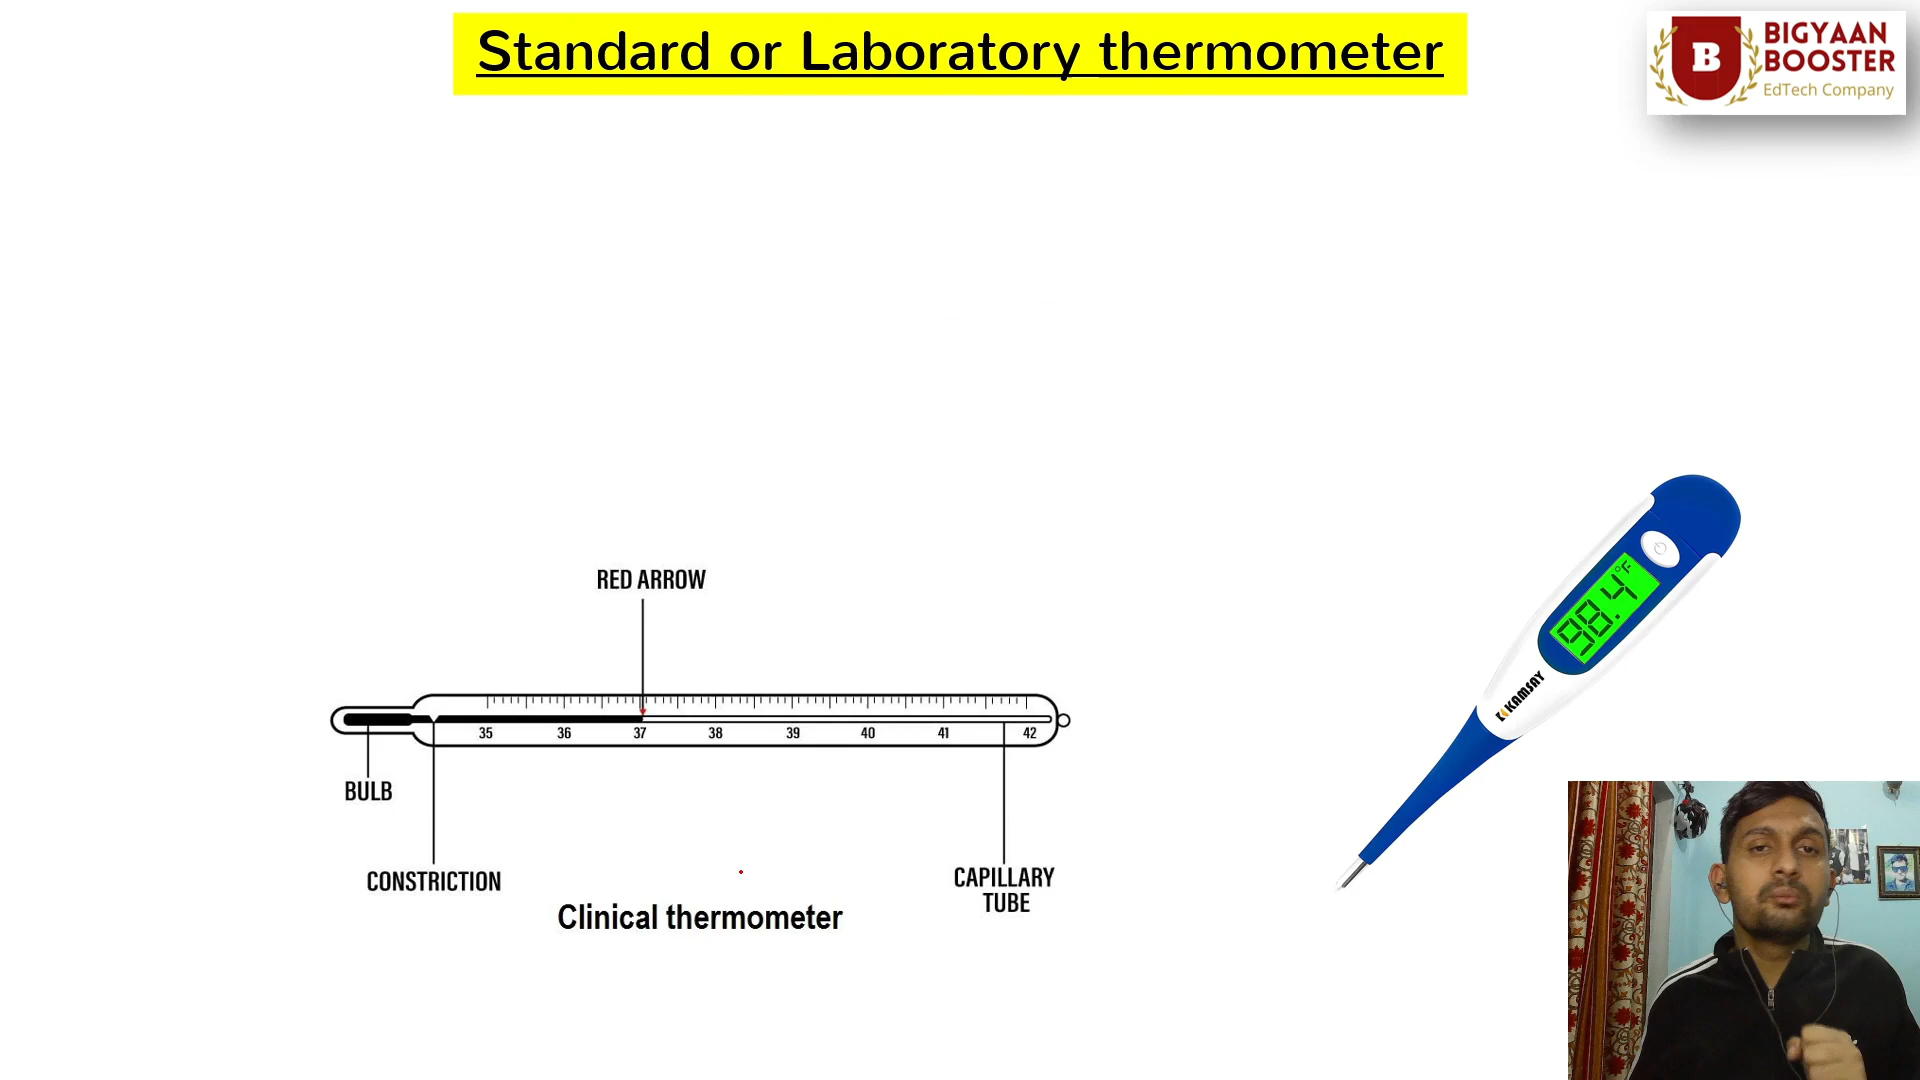 Standard or Laboratory thermometer
B
BIGYAAN
BOOSTER
EdTech Company
RED ARROW
35 36 37 38 39 40 41 42
BULB
CONSTRICTION
CAPILLARY
TUBE
Clinical thermometer
98.4 °F
KAMSAY